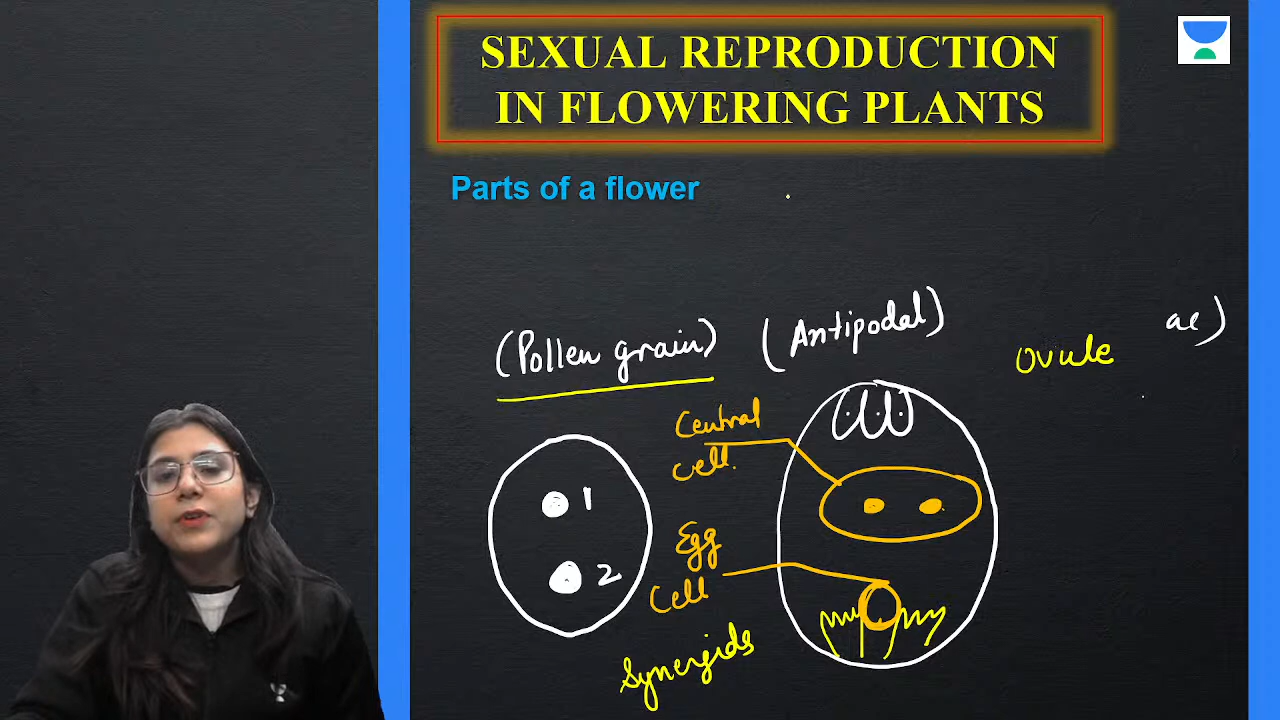 SEXUAL REPRODUCTION
IN FLOWERING PLANTS
Parts of a flower
(Pollen grain)
(Antipodal)
ae)
Ovule
Central
cell.
1
2
Egg
Cell
Synergids